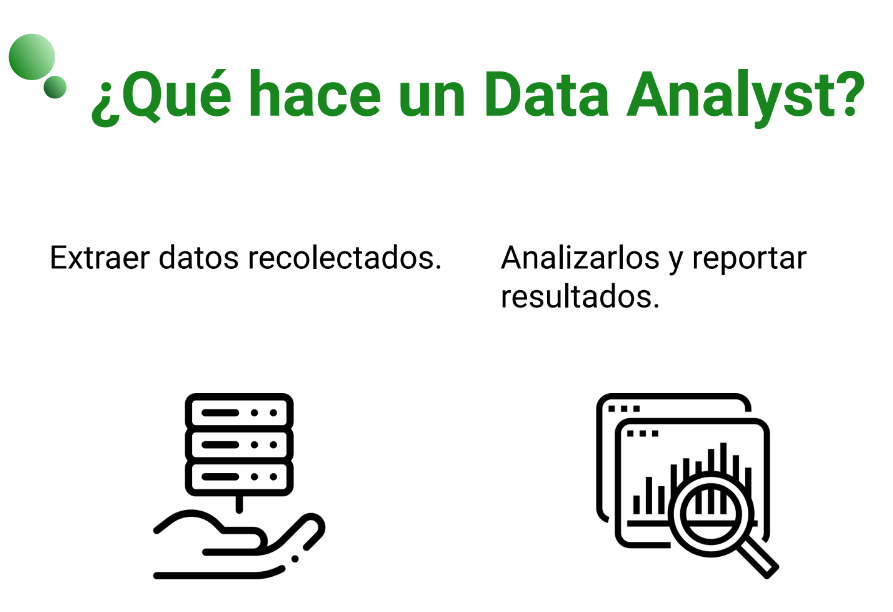 ¿Qué hace un Data Analyst?
Extraer datos recolectados.
Analizarlos y reportar
resultados.